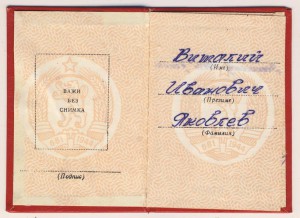 ВАЖИ
БЕЗ
СНИМКА
(Подпис)
Виталий
(Име)
Иванович
(Презиме)
Яковлев
(Фамилия)